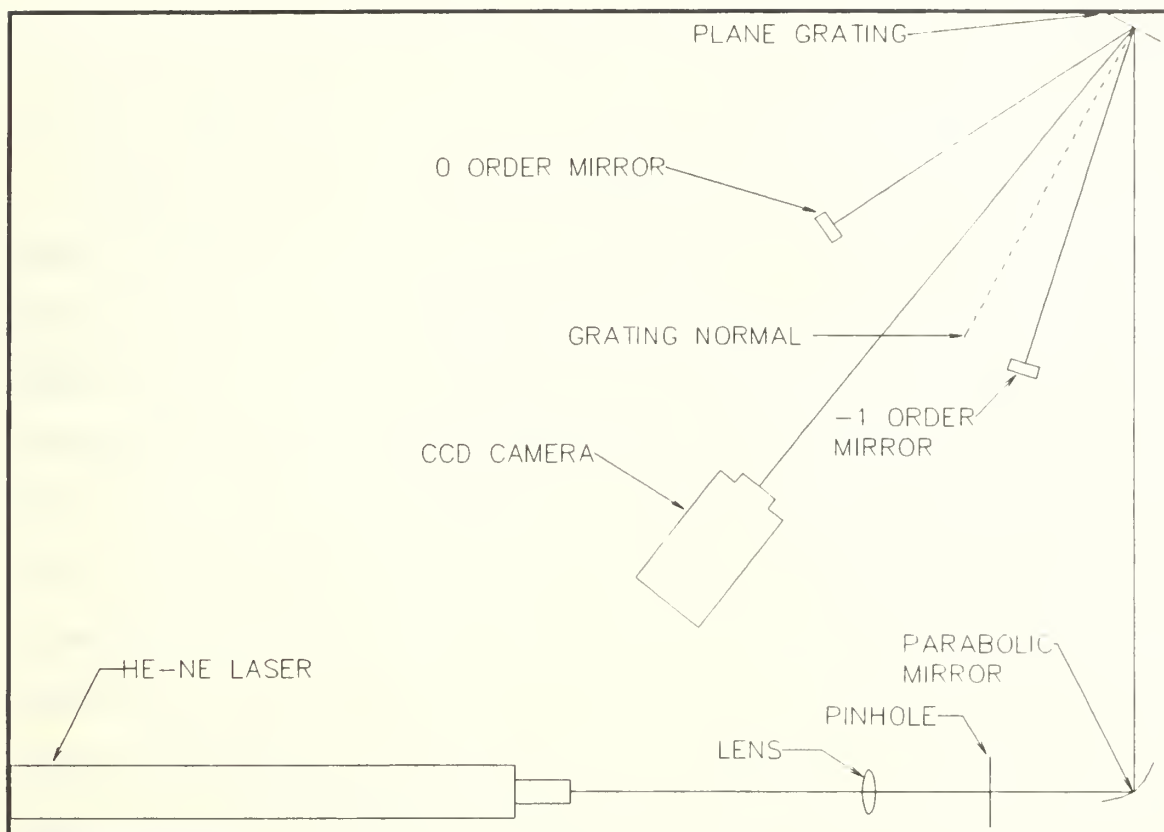 PLANE GRATING
0 ORDER MIRROR
GRATING NORMAL
-1 ORDER
MIRROR
CCD CAMERA
HE-NE LASER
PARABOLIC
MIRROR
PINHOLE
LENS